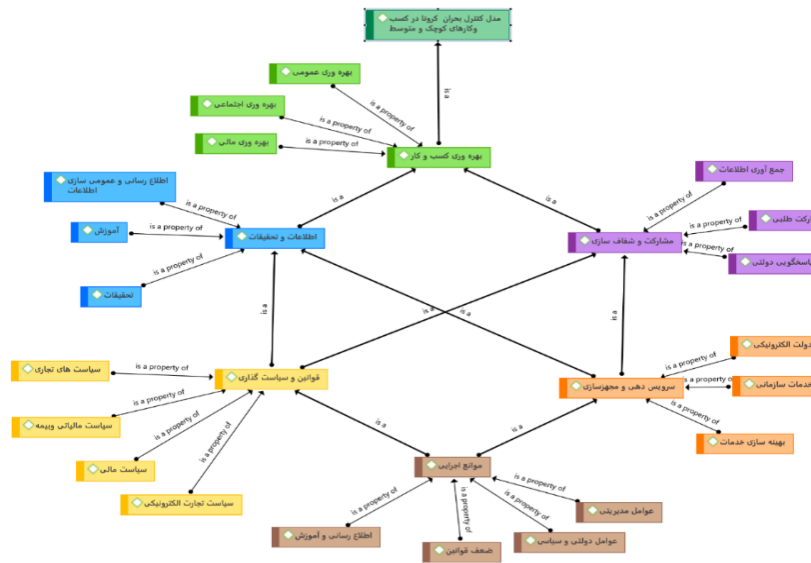 مدل کنترل بحران کرونا در کسب
وکارهای کوچک و متوسط
is a
بهره وری عمومی
is a property of
بهره وری اجتماعی
is a property of
بهره وری مالی
is a property of
بهره وری کسب و کار
is a
is a
جمع آوری اطلاعات
is a property of
اطلاع رسانی و عمومی سازی
اطلاعات
is a property of
آموزش
is a property of
تحقیقات
is a property of
اطلاعات و تحقیقات
مشارکت و شفاف سازی
طلبی
is a property of
دولتی
is a property of
is a
is a
is a
is a
سیاست های تجاری
is a property of
سیاست مالیاتی وبیمه
is a property of
سیاست مالی
is a property of
سیاست تجارت الکترونیکی
is a property of
قوانین و سیاست گذاری
سرویس دهی و مجهزسازی
دولت الکترونیکی
is a property of
خدمات سازمانی
is a property of
بهینه سازی خدمات
is a property of
is a
is a
موانع اجرایی
عوامل مدیریتی
is a property of
عوامل دولتی و سیاسی
is a property of
ضعف قوانین
is a property of
اطلاع رسانی و آموزش
is a property of